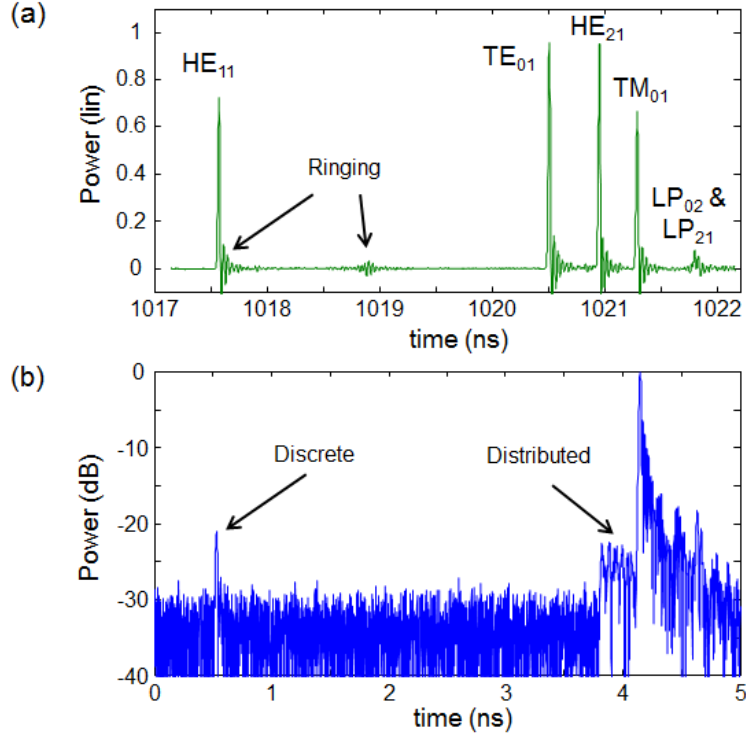 (a)
Power (lin)
1
0.8
0.6
0.4
0.2
0
HE₁₁
TE₀₁
HE₂₁
TM₀₁
Ringing
LP₀₂ &
LP₂₁
1017 1018 1019 1020 1021 1022
time (ns)
(b)
Power (dB)
0
-10
-20
-30
-40
Discrete
Distributed
0 1 2 3 4 5
time (ns)